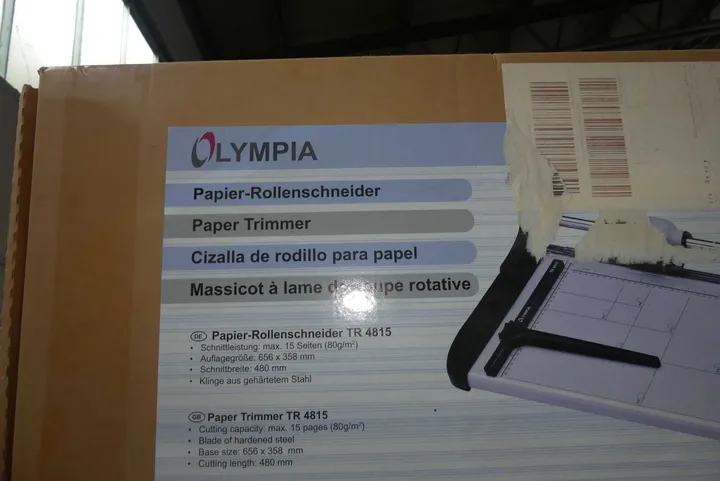 OLYMPIA
Papier-Rollenschneider
Paper Trimmer
Cizalla de rodillo para papel
Massicot à lame de coupe rotative
DE Papier-Rollenschneider TR 4815
• Schnittleistung: max. 15 Seiten (80g/m²)
• Auflagegröße: 656 x 358 mm
• Schnittbreite: 480 mm
• Klinge aus gehärtetem Stahl
GB Paper Trimmer TR 4815
• Cutting capacity: max. 15 pages (80g/m²)
• Blade of hardened steel
• Base size: 656 x 358 mm
• Cutting length: 480 mm